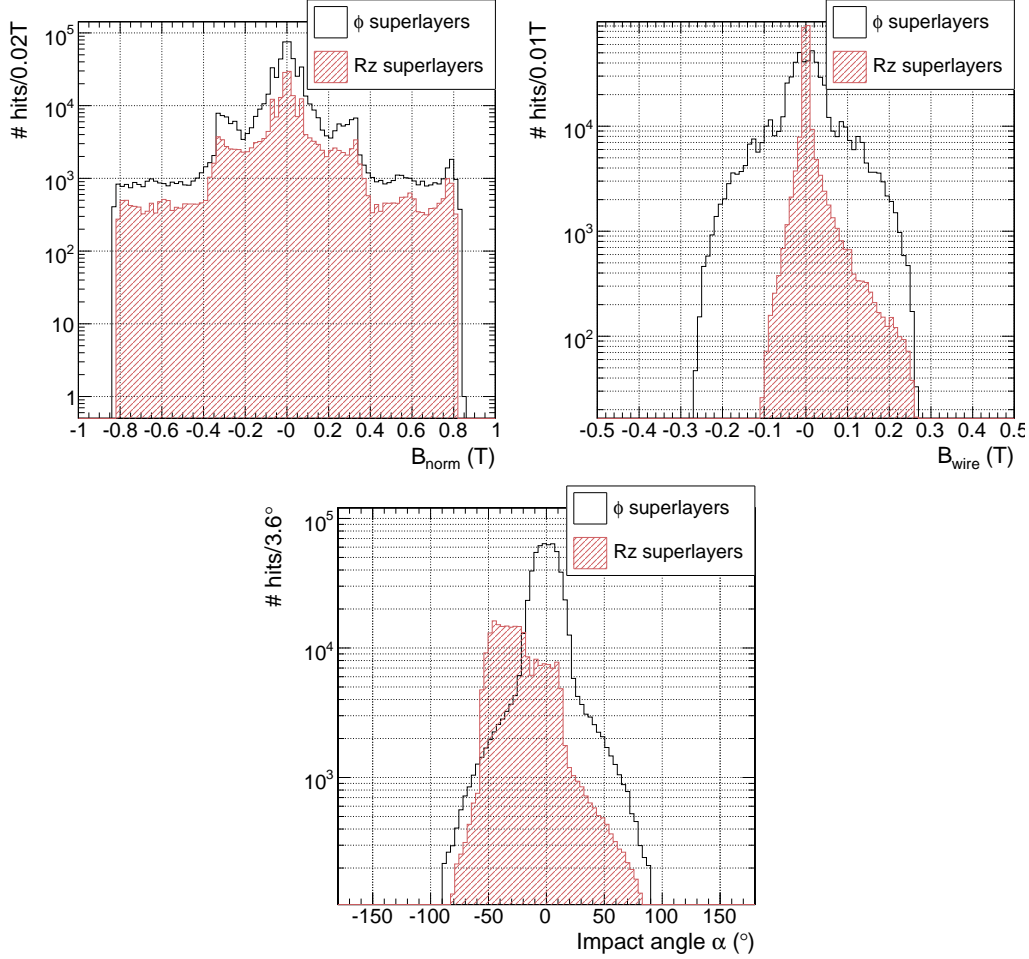 # hits/0.02T
10⁵
10⁴
10³
10²
10
1
-1 -0.8 -0.6 -0.4 -0.2 -0 0.2 0.4 0.6 0.8 1
B_norm (T)
ϕ superlayers
Rz superlayers
# hits/0.01T
10⁴
10³
10²
-0.5 -0.4 -0.3 -0.2 -0.1 -0 0.1 0.2 0.3 0.4 0.5
B_wire (T)
ϕ superlayers
Rz superlayers
# hits/3.6°
10⁵
10⁴
10³
-150 -100 -50 0 50 100 150
Impact angle α (°)
ϕ superlayers
Rz superlayers